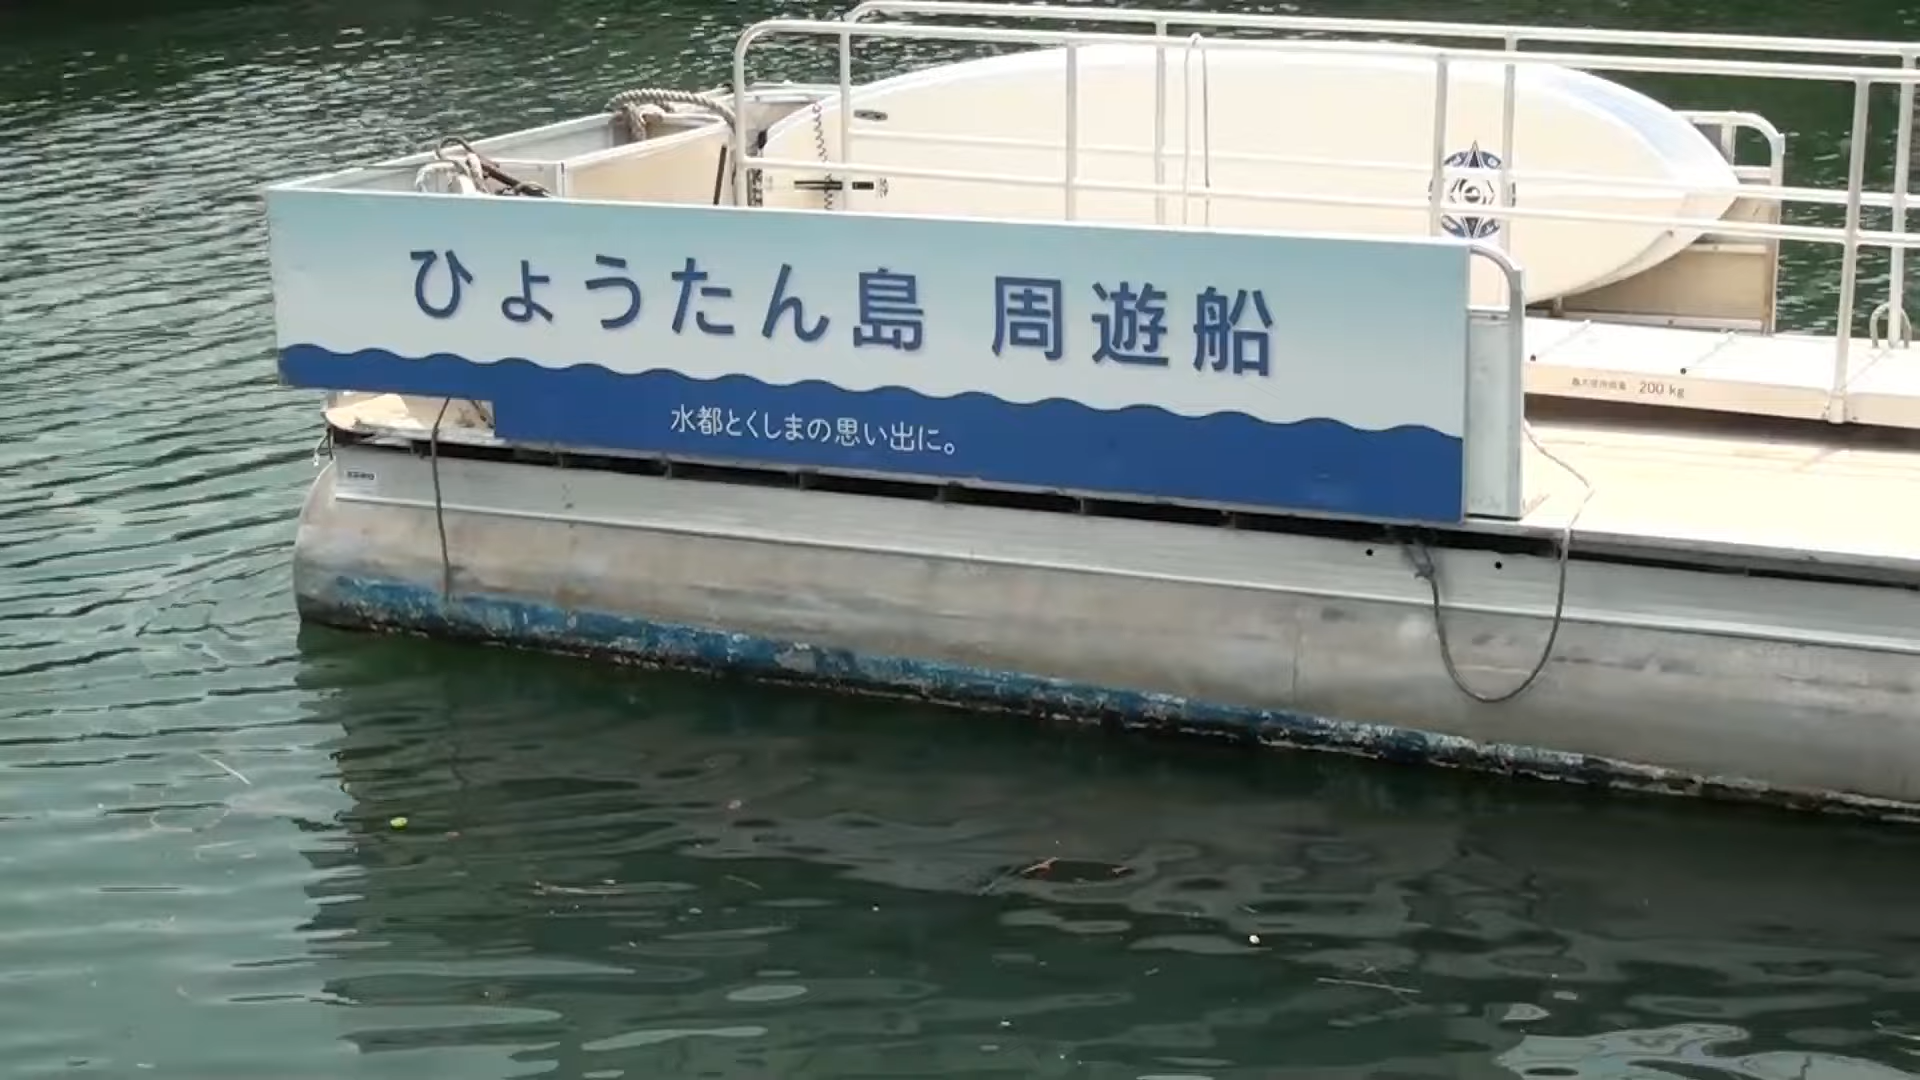 ひょうたん島 周遊船
水都とくしまの思い出に。
200 kg